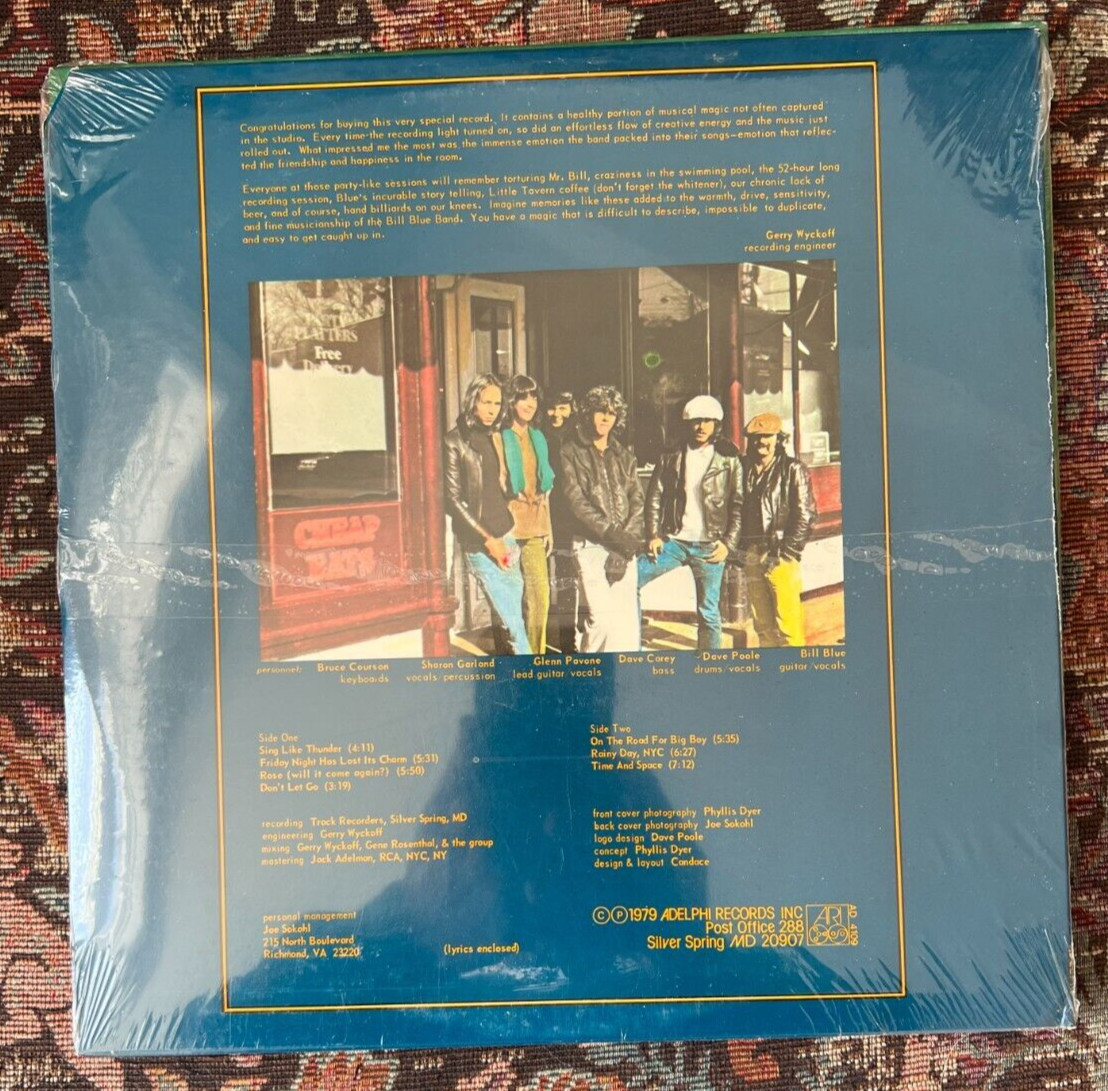 Congratulations for buying this very special record. It contains a healthy portion of musical magic not often captured
in the studio. Every time the recording light turned on, so did an effortless flow of creative energy and the music just
rolled out. What impressed me the most was the immense emotion the band packed into their songs—emotion that reflec-
ted the friendship and happiness in the room.
Everyone at those party-like sessions will remember torturing Mr. Bill, craziness in the swimming pool, the 52-hour long
recording session, Blue's incurable story telling, Little Tavern coffee (don't forget the whitener), our chronic lack of
beer, and of course, hand billiards on our knees. Imagine memories like these added to the warmth, drive, sensitivity,
and fine musicianship of the Bill Blue Band. You have a magic that is difficult to describe, impossible to duplicate,
and easy to get caught up in.
Gerry Wyckoff
recording engineer
PLATTERS
Free
Delivery
CHEAP
personnel: Bruce Courson Sharon Garland Glenn Pavone Dave Carey Dave Poole Bill Blue
keyboards vocals/percussion lead guitar/vocals bass drums/vocals guitar/vocals
Side One
Sing Like Thunder (4:11)
Friday Night Has Lost Its Charm (5:31)
Rose (will it come again?) (5:50)
Don't Let Go (3:19)
Side Two
On The Road For Big Boy (5:35)
Rainy Day, NYC (6:27)
Time And Space (7:12)
recording Track Recorders, Silver Spring, MD
engineering Gerry Wyckoff
mixing Gerry Wyckoff, Gene Rosenthal, & the group
mastering Jack Adelman, RCA, NYC, NY
front cover photography Phyllis Dyer
back cover photography Joe Sokohl
logo design Dave Poole
concept Phyllis Dyer
design & layout Candace
personal management
Joe Sokohl
215 North Boulevard
Richmond, VA 23220
(lyrics enclosed)
©℗1979 ADELPHI RECORDS INC
Post Office 288
Silver Spring MD 20907
AD 4109